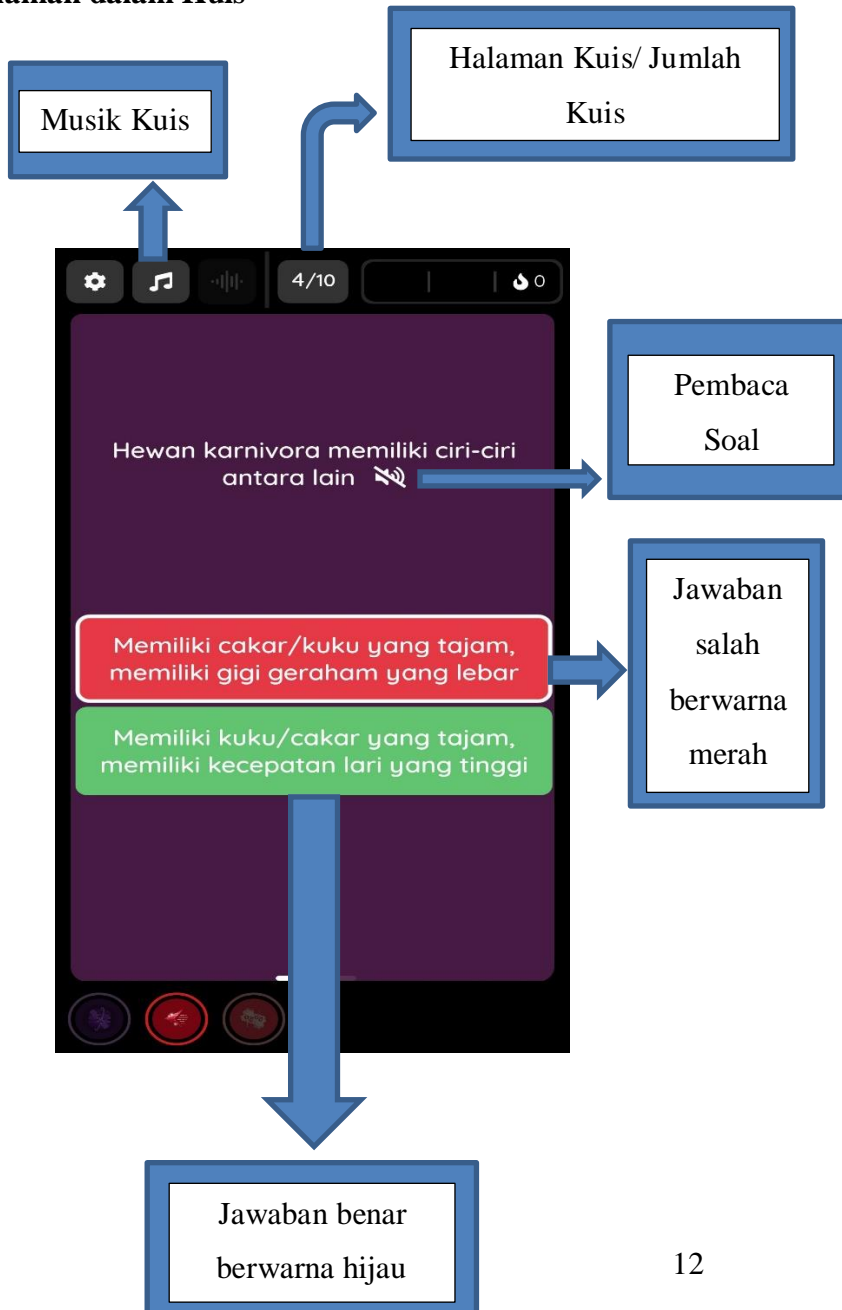 dalam Kuis
Halaman Kuis/ Jumlah
Kuis
Musik Kuis
4/10
0
Pembaca
Soal
Hewan karnivora memiliki ciri-ciri
antara lain
Jawaban
salah
berwarna
merah
Memiliki cakar/kuku yang tajam,
memiliki gigi geraham yang lebar
Memiliki kuku/cakar yang tajam,
memiliki kecepatan lari yang tinggi
Jawaban benar
berwarna hijau
12